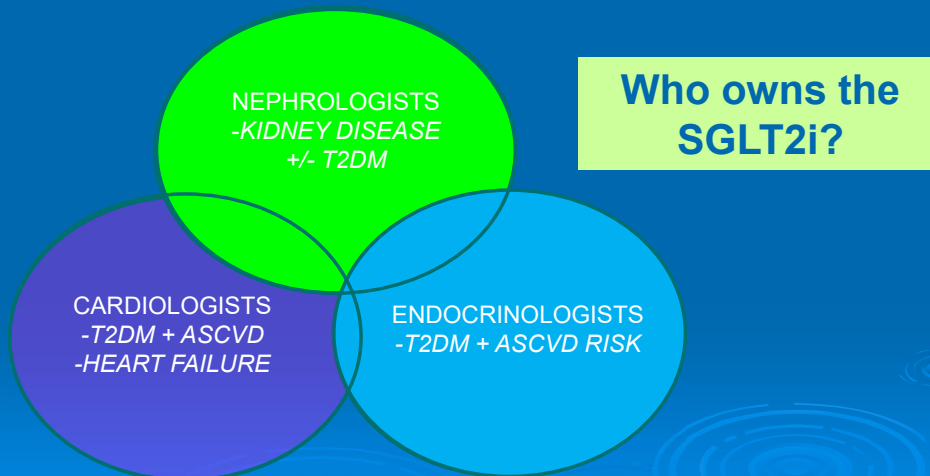 Who owns the
SGLT2i?
NEPHROLOGISTS
-KIDNEY DISEASE
+/- T2DM
CARDIOLOGISTS
-T2DM + ASCVD
-HEART FAILURE
ENDOCRINOLOGISTS
-T2DM + ASCVD RISK